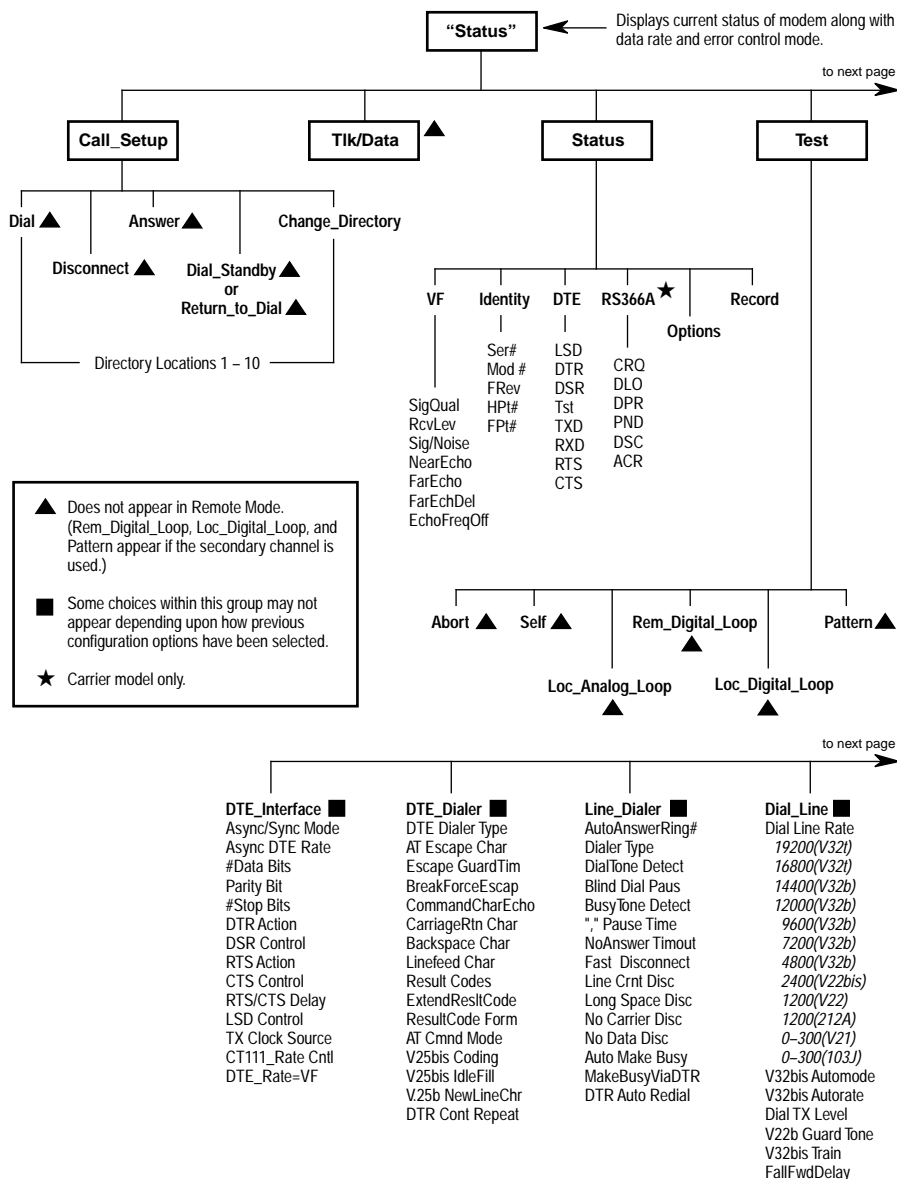 “Status”
Displays current status of modem along with
data rate and error control mode.
to next page
Call_Setup
Tlk/Data
Status
Test
Dial
Answer
Change_Directory
Disconnect
Dial_Standby
or
Return_to_Dial
Directory Locations 1 – 10
VF
Identity
DTE
RS366A
Record
Options
SigQual
RcvLev
Sig/Noise
NearEcho
FarEcho
FarEchDel
EchoFreqOff
Ser#
Mod #
FRev
HPt#
FPt#
LSD
DTR
DSR
Tst
TXD
RXD
RTS
CTS
CRQ
DLO
DPR
PND
DSC
ACR
Does not appear in Remote Mode.
(Rem_Digital_Loop, Loc_Digital_Loop, and
Pattern appear if the secondary channel is
used.)
Some choices within this group may not
appear depending upon how previous
configuration options have been selected.
Carrier model only.
Abort
Self
Rem_Digital_Loop
Pattern
Loc_Analog_Loop
Loc_Digital_Loop
to next page
DTE_Interface
Async/Sync Mode
Async DTE Rate
#Data Bits
Parity Bit
#Stop Bits
DTR Action
DSR Control
RTS Action
CTS Control
RTS/CTS Delay
LSD Control
TX Clock Source
CT111_Rate Cntl
DTE_Rate=VF
DTE_Dialer
DTE Dialer Type
AT Escape Char
Escape GuardTim
BreakForceEscap
CommandCharEcho
CarriageRtn Char
Backspace Char
Linefeed Char
Result Codes
ExtendResltCode
ResultCode Form
AT Cmnd Mode
V25bis Coding
V25bis IdleFill
V.25b NewLineChr
DTR Cont Repeat
Line_Dialer
AutoAnswerRing#
Dialer Type
DialTone Detect
Blind Dial Paus
BusyTone Detect
"," Pause Time
NoAnswer Timout
Fast Disconnect
Line Crnt Disc
Long Space Disc
No Carrier Disc
No Data Disc
Auto Make Busy
MakeBusyViaDTR
DTR Auto Redial
Dial_Line
Dial Line Rate
19200(V32t)
16800(V32t)
14400(V32b)
12000(V32b)
9600(V32b)
7200(V32b)
4800(V32b)
2400(V22bis)
1200(V22)
1200(212A)
0–300(V21)
0–300(103J)
V32bis Automode
V32bis Autorate
Dial TX Level
V22b Guard Tone
V32bis Train
FallFwdDelay